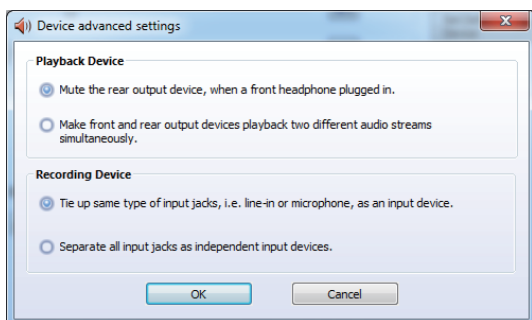 Device advanced settings
Playback Device
Mute the rear output device, when a front headphone plugged in.
Make front and rear output devices playback two different audio streams
simultaneously.
Recording Device
Tie up same type of input jacks, i.e. line-in or microphone, as an input device.
Separate all input jacks as independent input devices.
OK
Cancel